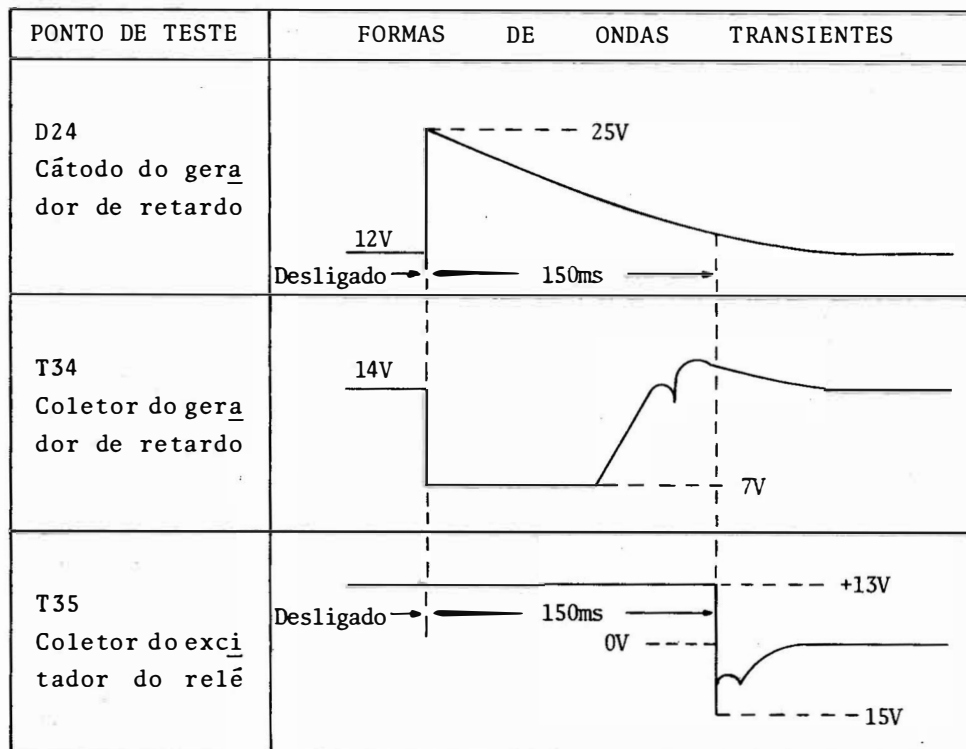 PONTO DE TESTE
FORMAS DE ONDAS TRANSIENTES
D24
Cátodo do gera
dor de retardo
25V
12V
Desligado
150ms
T34
Coletor do gera
dor de retardo
14V
7V
T35
Coletor do exci
tador do relé
Desligado
150ms
+13V
0V
-15V